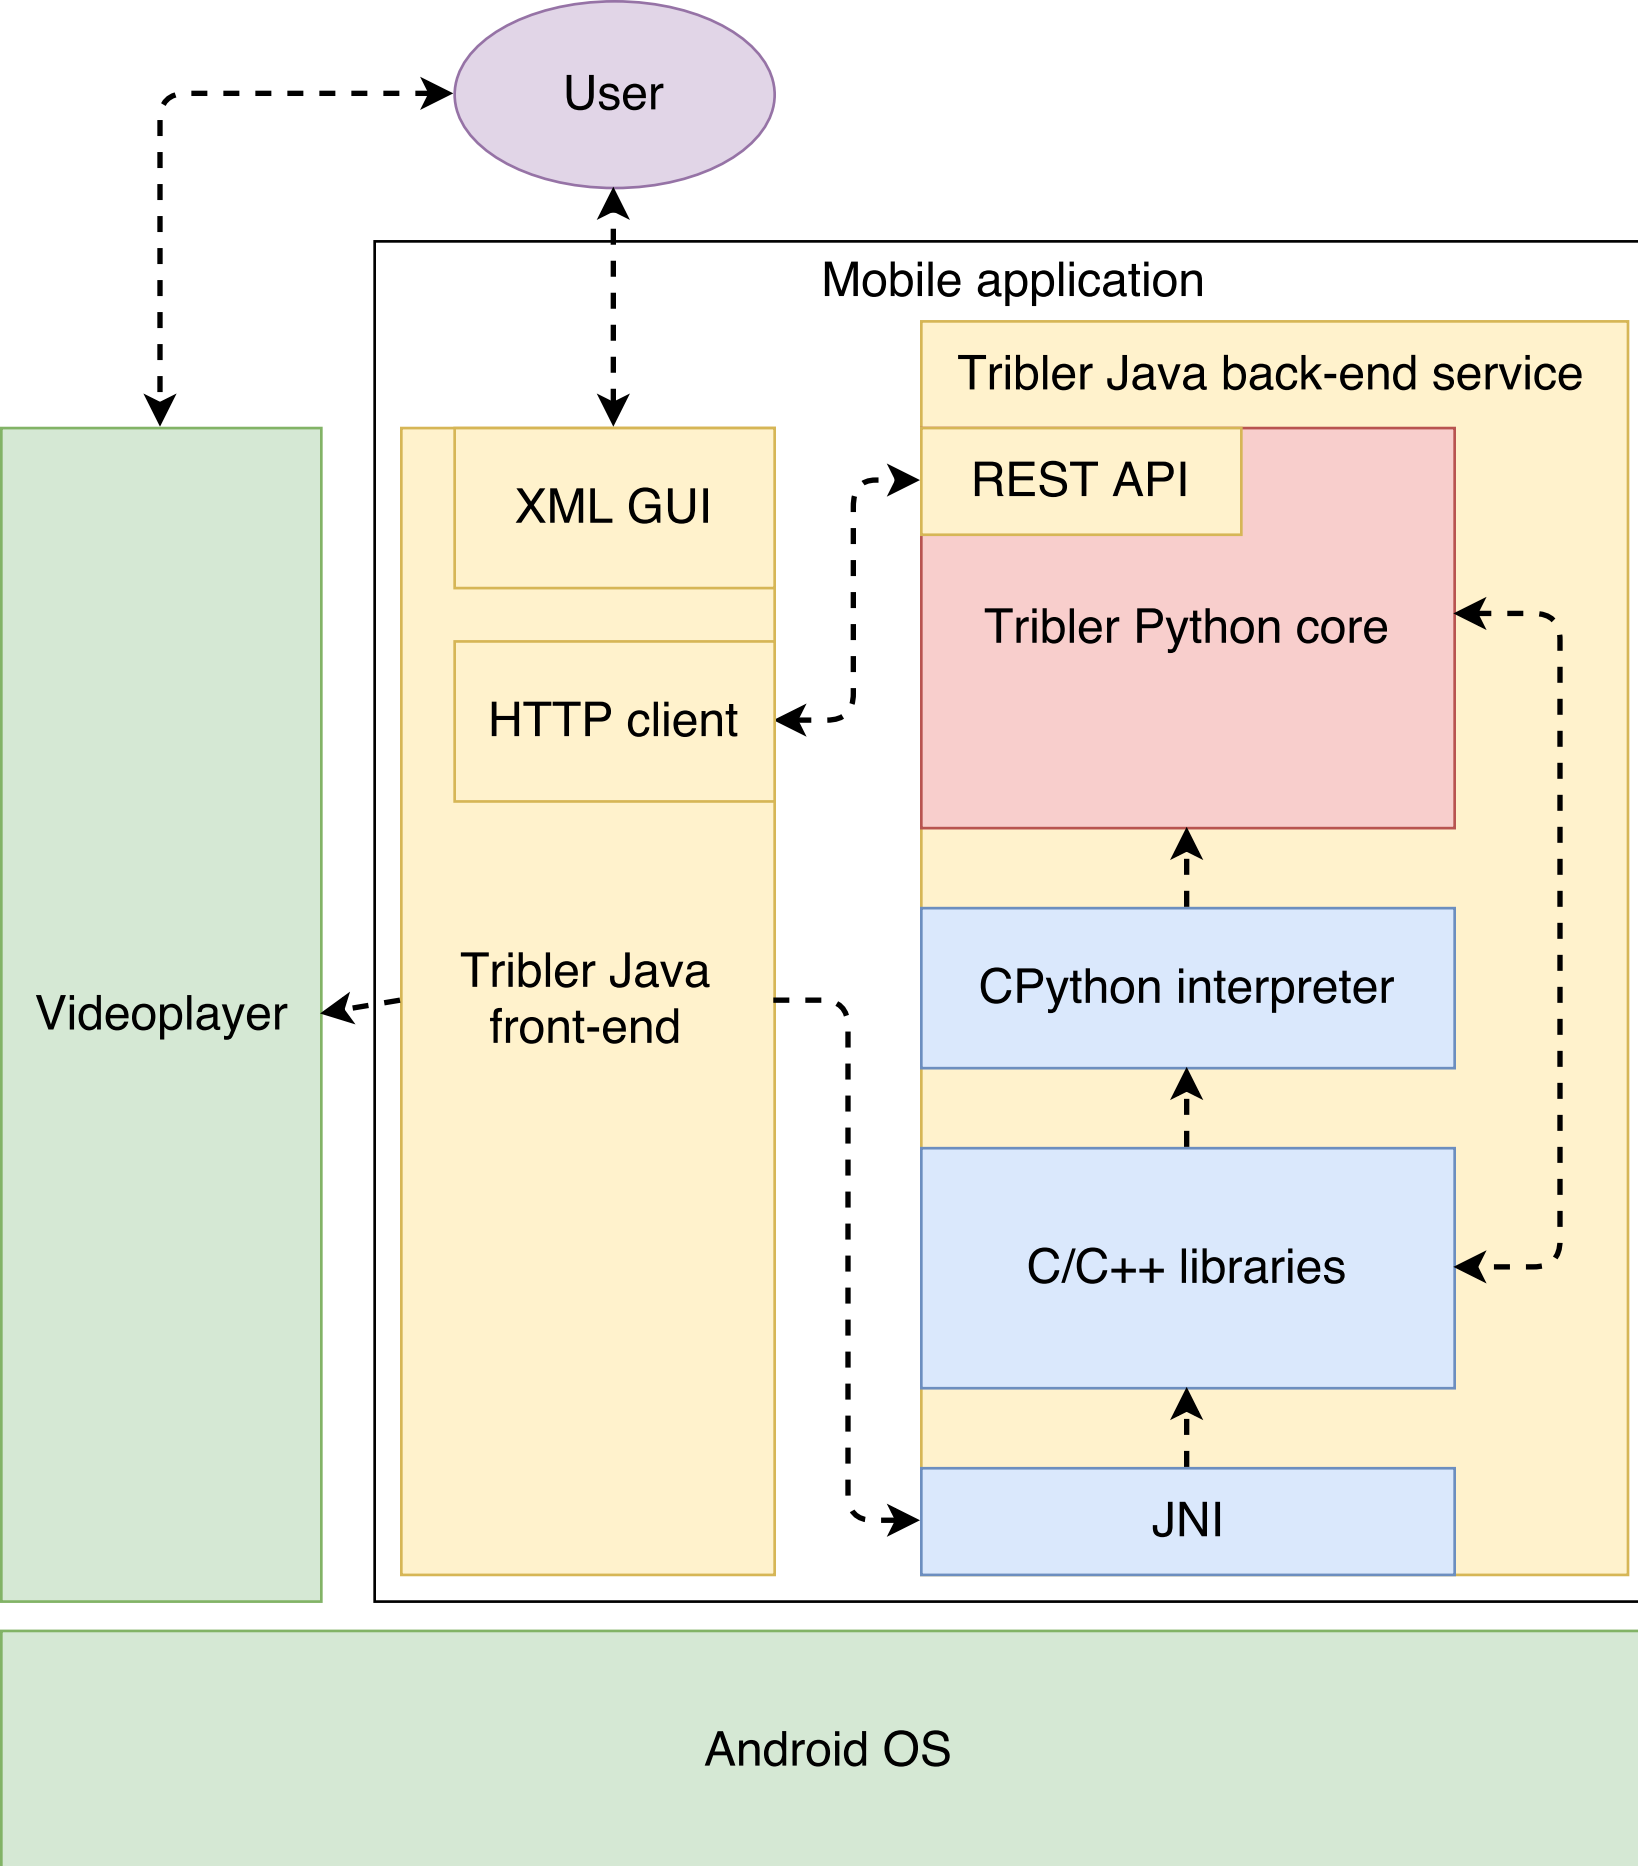 User
Mobile application
Tribler Java back-end service
REST API
XML GUI
Tribler Python core
HTTP client
Tribler Java
front-end
CPython interpreter
Videoplayer
C/C++ libraries
JNI
Android OS